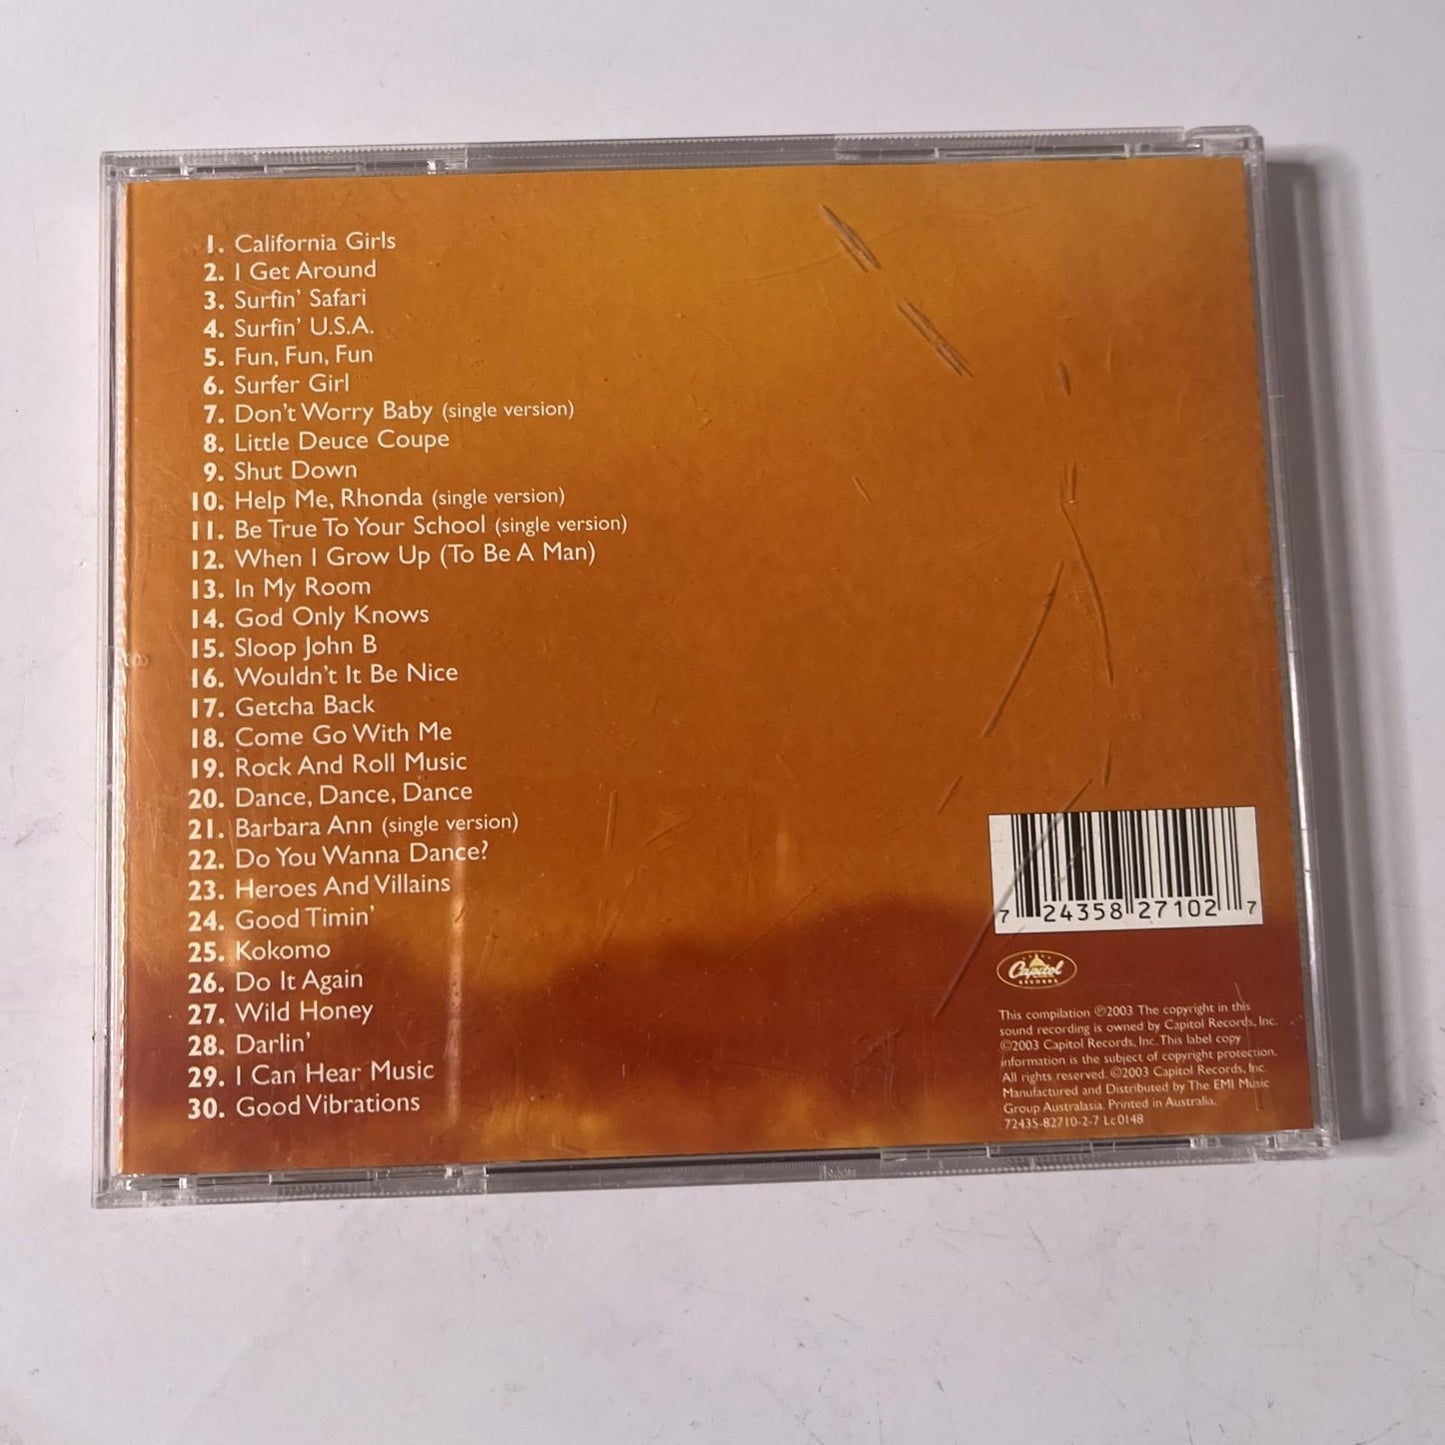 1. California Girls
2. I Get Around
3. Surfin' Safari
4. Surfin' U.S.A.
5. Fun, Fun, Fun
6. Surfer Girl
7. Don't Worry Baby (single version)
8. Little Deuce Coupe
9. Shut Down
10. Help Me, Rhonda (single version)
11. Be True To Your School (single version)
12. When I Grow Up (To Be A Man)
13. In My Room
14. God Only Knows
15. Sloop John B
16. Wouldn't It Be Nice
17. Getcha Back
18. Come Go With Me
19. Rock And Roll Music
20. Dance, Dance, Dance
21. Barbara Ann (single version)
22. Do You Wanna Dance?
23. Heroes And Villains
24. Good Timin'
25. Kokomo
26. Do It Again
27. Wild Honey
28. Darlin'
29. I Can Hear Music
30. Good Vibrations
7 24358 27102 7
Capitol
RECORDS
This compilation ℗2003 The copyright in this
sound recording is owned by Capitol Records, Inc.
©2003 Capitol Records, Inc. This label copy
information is the subject of copyright protection.
All rights reserved. ©2003 Capitol Records, Inc.
Manufactured and Distributed by The EMI Music
Group Australasia. Printed in Australia.
72435-82710-2-7 Lc0148